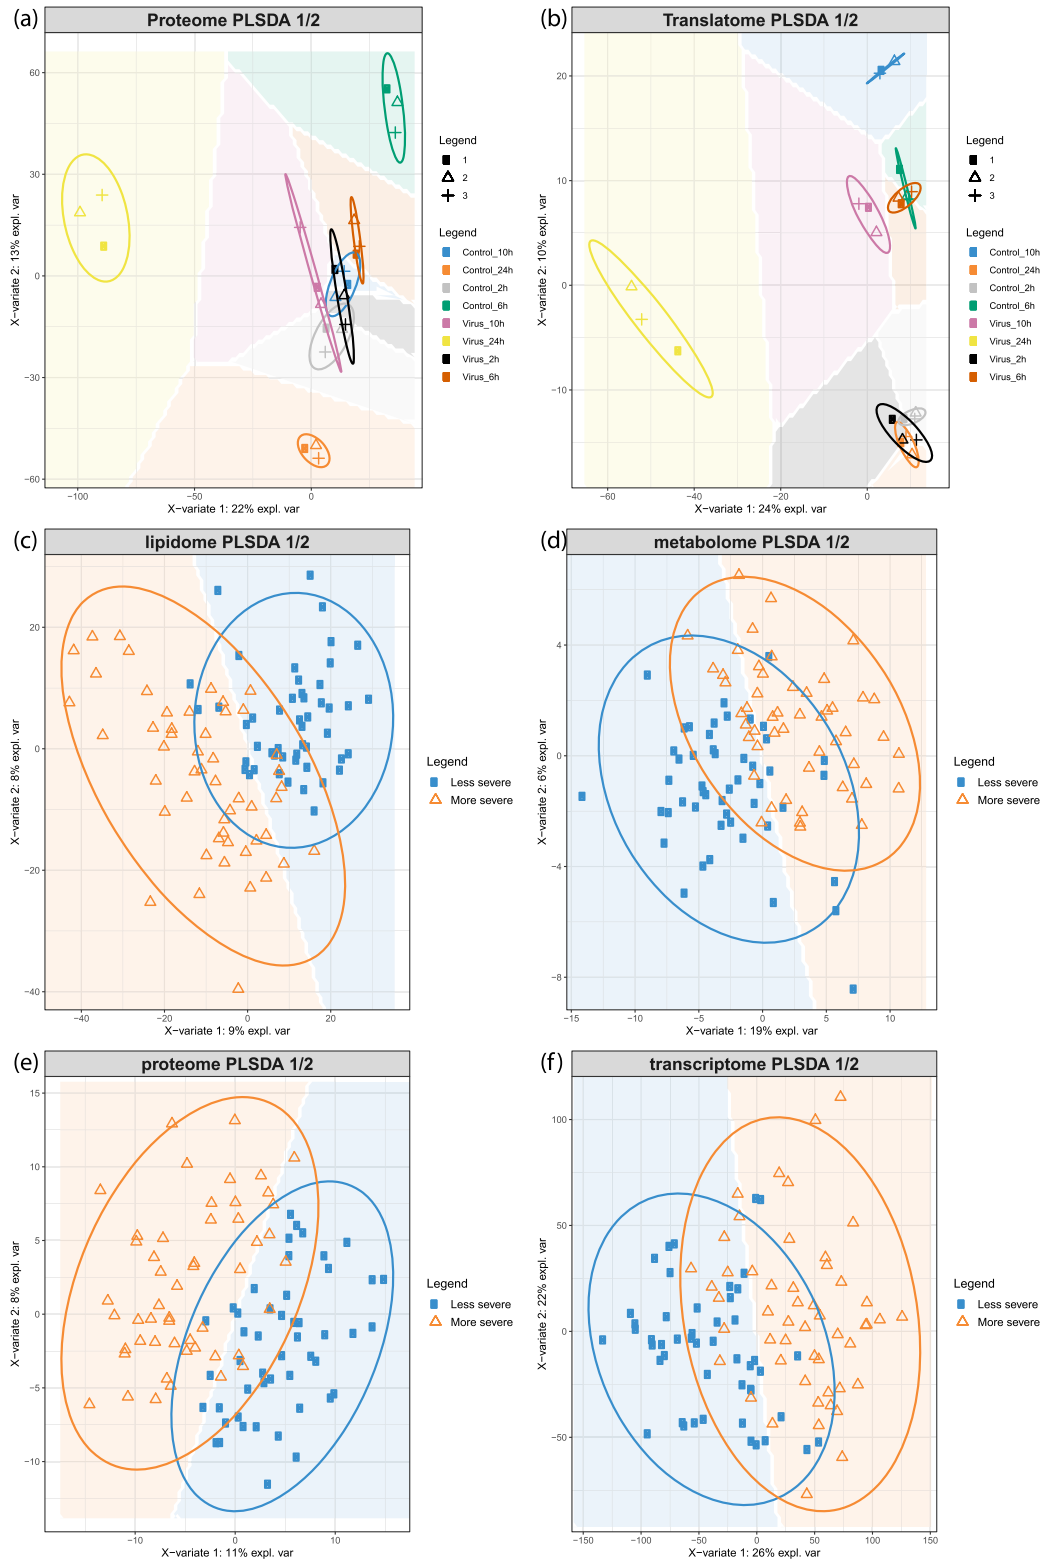 (a)
Proteome PLSDA 1/2
60
30
0
−30
−60
−100
−50
0
X−variate 2: 13% expl. var
X−variate 1: 22% expl. var
Legend
1
2
3
Legend
Control_10h
Control_24h
Control_2h
Control_6h
Virus_10h
Virus_24h
Virus_2h
Virus_6h
(b)
Translatome PLSDA 1/2
20
10
0
−10
−60
−40
−20
0
X−variate 2: 10% expl. var
X−variate 1: 24% expl. var
Legend
1
2
3
Legend
Control_10h
Control_24h
Control_2h
Control_6h
Virus_10h
Virus_24h
Virus_2h
Virus_6h
(c)
lipidome PLSDA 1/2
20
0
−20
−40
−40
−20
0
20
X−variate 2: 8% expl. var
X−variate 1: 9% expl. var
Legend
Less severe
More severe
(d)
metabolome PLSDA 1/2
4
0
−4
−8
−15
−10
−5
0
5
10
X−variate 2: 6% expl. var
X−variate 1: 19% expl. var
Legend
Less severe
More severe
(e)
proteome PLSDA 1/2
15
10
5
0
−5
−10
−10
0
10
X−variate 2: 8% expl. var
X−variate 1: 11% expl. var
Legend
Less severe
More severe
(f)
transcriptome PLSDA 1/2
100
50
0
−50
−150
−100
−50
0
50
100
150
X−variate 2: 22% expl. var
X−variate 1: 26% expl. var
Legend
Less severe
More severe